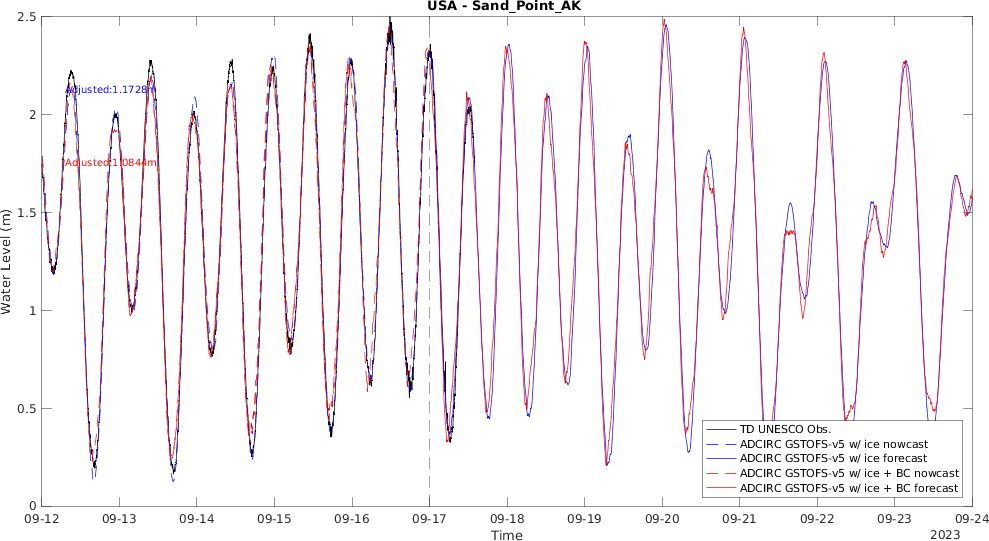 USA - Sand_Point_AK
Water Level (m)
2.5
2
1.5
1
0.5
0
Adjusted:1.1728m
Adjusted:1.0844m
TD UNESCO Obs.
ADCIRC GSTOFS-v5 w/ ice nowcast
ADCIRC GSTOFS-v5 w/ ice forecast
ADCIRC GSTOFS-v5 w/ ice + BC nowcast
ADCIRC GSTOFS-v5 w/ ice + BC forecast
09-12 09-13 09-14 09-15 09-16 09-17 09-18 09-19 09-20 09-21 09-22 09-23 09-24
Time
2023